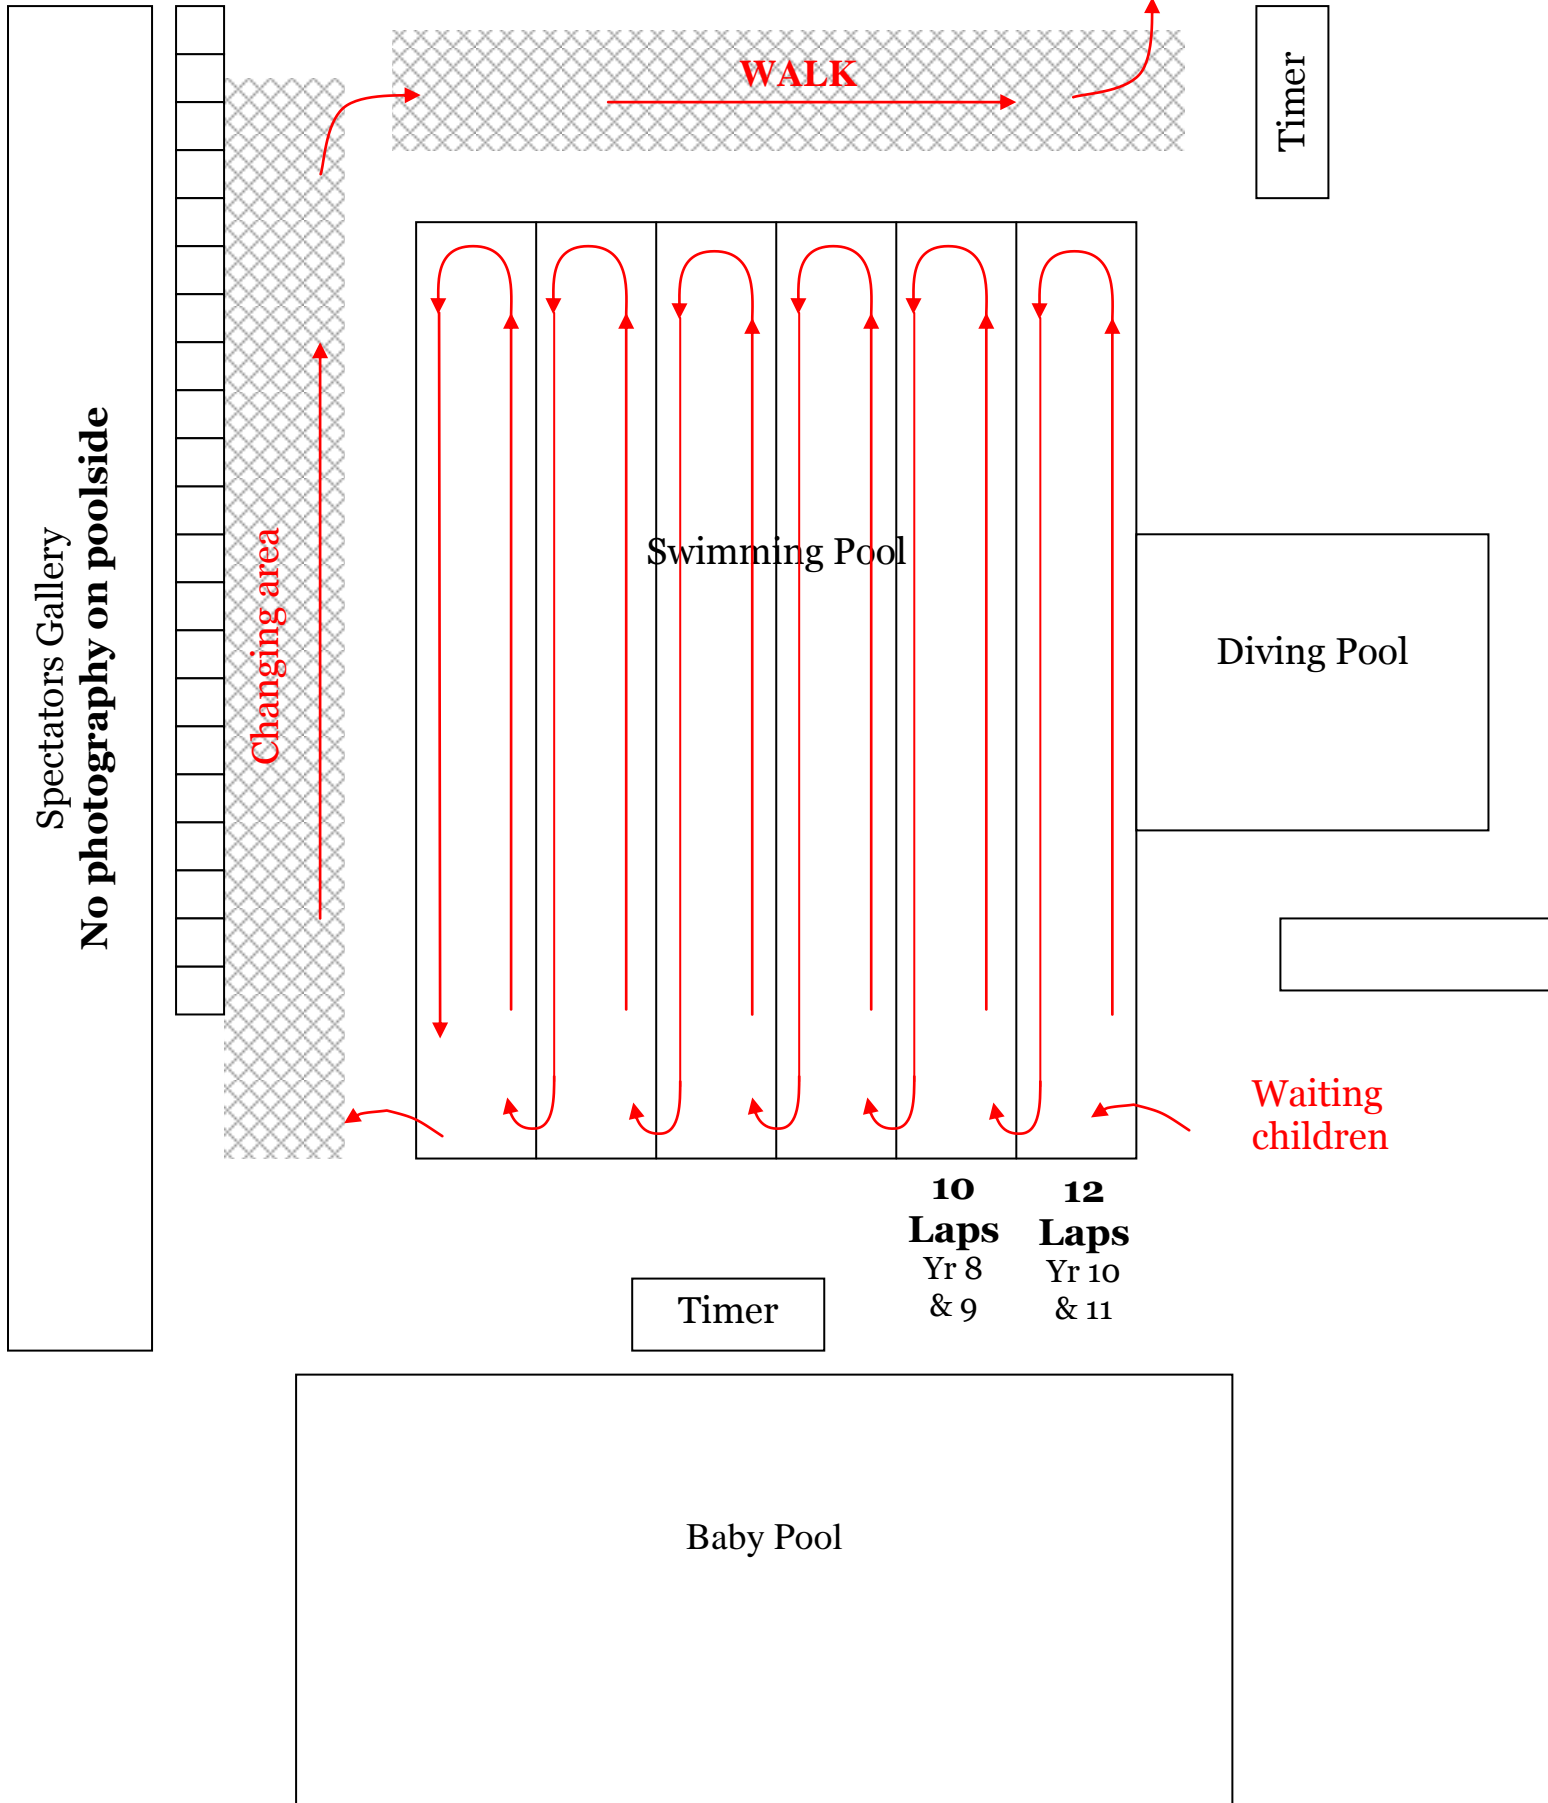 WALK
Timer
Spectators Gallery
No photography on poolside
Changing area
Swimming Pool
Diving Pool
Waiting
children
10
Laps
Yr 8
& 9
12
Laps
Yr 10
& 11
Timer
Baby Pool